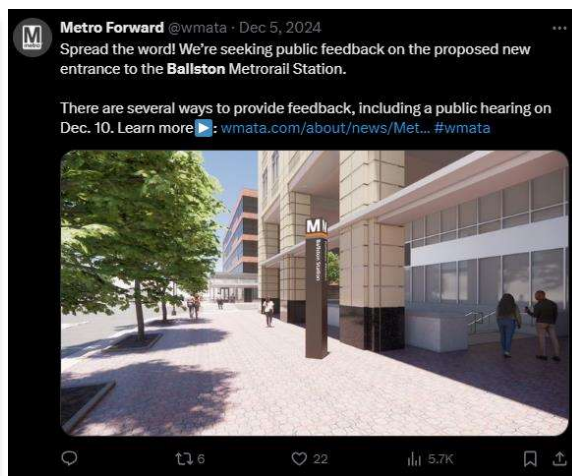 Metro Forward @wmata · Dec 5, 2024
Spread the word! We're seeking public feedback on the proposed new
entrance to the Ballston Metrorail Station.
There are several ways to provide feedback, including a public hearing on
Dec. 10. Learn more▶️: wmata.com/about/news/Met... #wmata
M
Ballston Station
6
22
5.7K